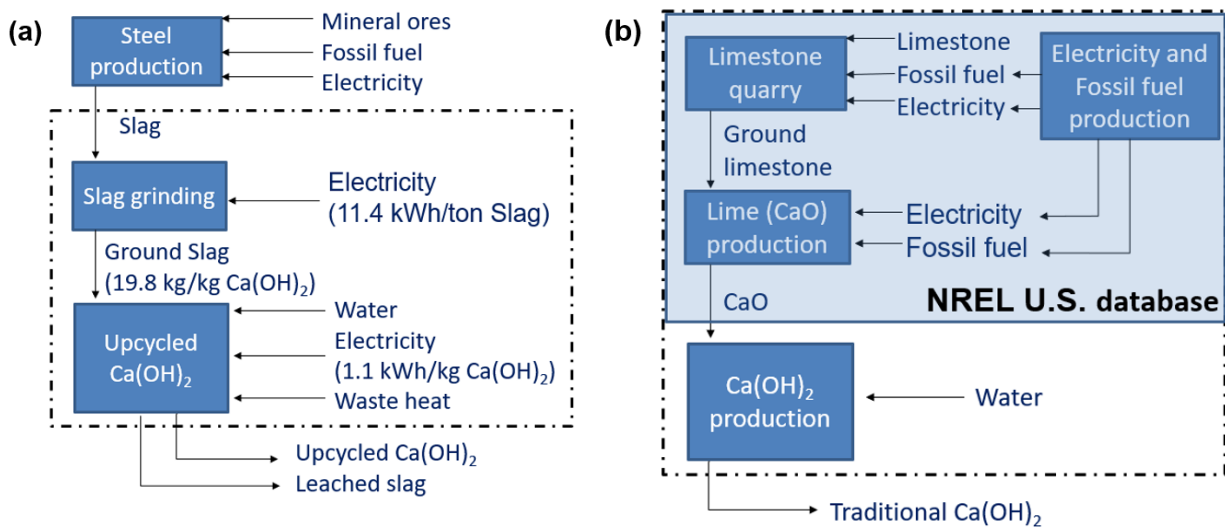 (a)
Steel
production
Mineral ores
Fossil fuel
Electricity
Slag
Slag grinding
Electricity
(11.4 kWh/ton Slag)
Ground Slag
(19.8 kg/kg Ca(OH)₂)
Upcycled
Ca(OH)₂
Water
Electricity
(1.1 kWh/kg Ca(OH)₂)
Waste heat
Upcycled Ca(OH)₂
Leached slag
(b)
Limestone
quarry
Limestone
Fossil fuel
Electricity
Electricity and
Fossil fuel
production
Ground
limestone
Lime (CaO)
production
Electricity
Fossil fuel
CaO
NREL U.S. database
Ca(OH)₂
production
Water
Traditional Ca(OH)₂